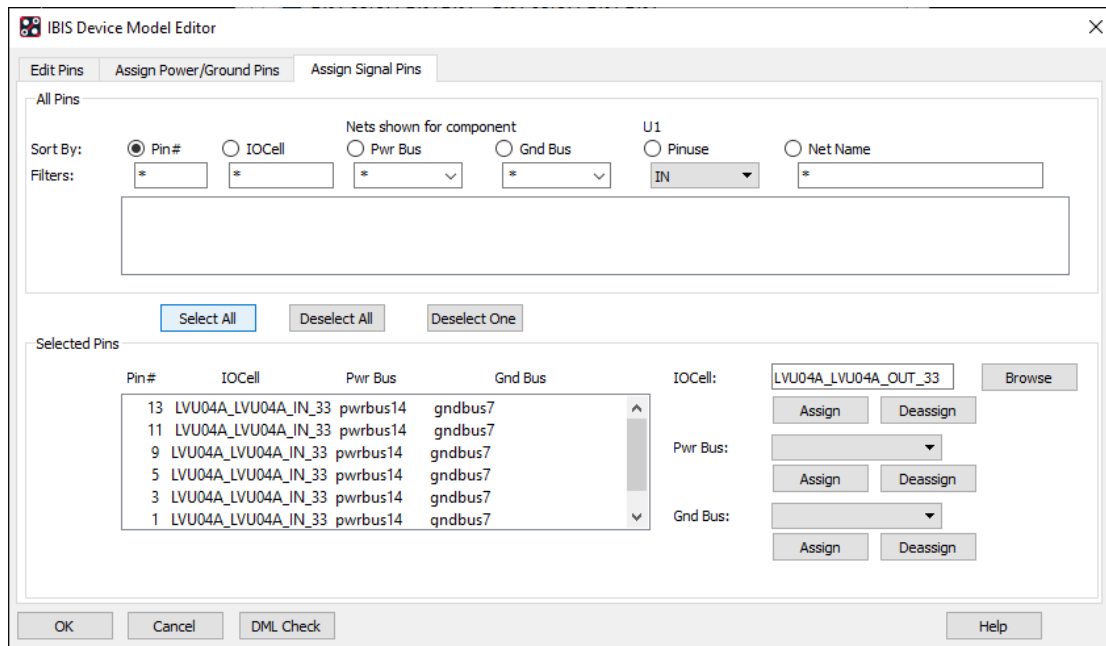 IBIS Device Model Editor
Edit Pins Assign Power/Ground Pins Assign Signal Pins
All Pins
Nets shown for component U1
Sort By: Pin# IOCell Pwr Bus Gnd Bus Pinuse Net Name
Filters: * * * * IN *
Select All Deselect All Deselect One
Selected Pins
Pin# IOCell Pwr Bus Gnd Bus IOCell: LVU04A_LVU04A_OUT_33 Browse
13 LVU04A_LVU04A_IN_33 pwrbus14 gndbus7 Assign Deassign
11 LVU04A_LVU04A_IN_33 pwrbus14 gndbus7
9 LVU04A_LVU04A_IN_33 pwrbus14 gndbus7 Pwr Bus:
5 LVU04A_LVU04A_IN_33 pwrbus14 gndbus7 Assign Deassign
3 LVU04A_LVU04A_IN_33 pwrbus14 gndbus7
1 LVU04A_LVU04A_IN_33 pwrbus14 gndbus7 Gnd Bus:
Assign Deassign
OK Cancel DML Check Help